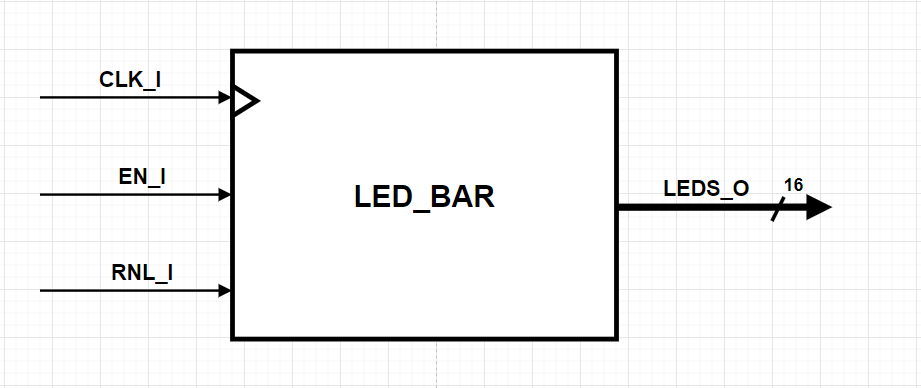 CLK_I
EN_I
RNL_I
LED_BAR
LEDS_O
16